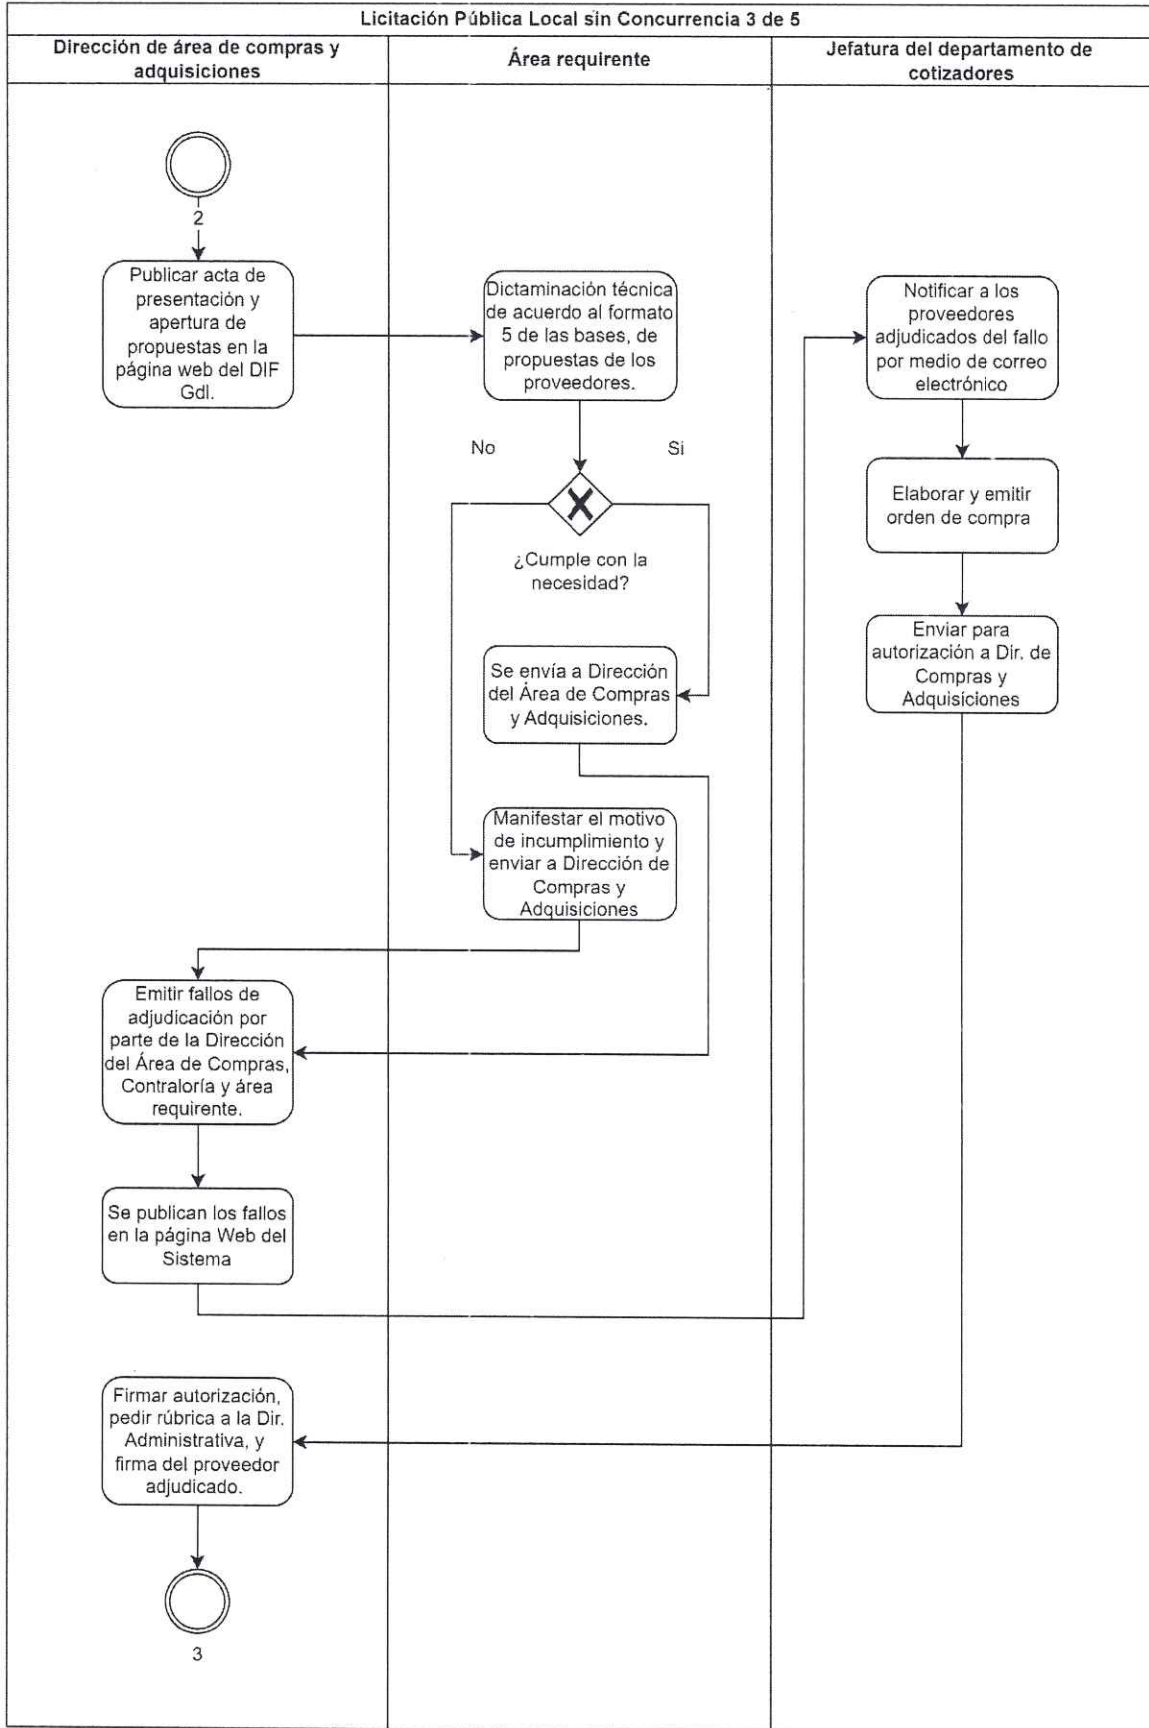 Licitación Pública Local sin Concurrencia 3 de 5
Dirección de área de compras y
adquisiciones
Área requirente
Jefatura del departamento de
cotizadores
2
Publicar acta de
presentación y
apertura de
propuestas en la
página web del DIF
Gdl.
Dictaminación técnica
de acuerdo al formato
5 de las bases, de
propuestas de los
proveedores.
No
Si
¿Cumple con la
necesidad?
Se envía a Dirección
del Área de Compras
y Adquisiciones.
Manifestar el motivo
de incumplimiento y
enviar a Dirección de
Compras y
Adquisiciones
Emitir fallos de
adjudicación por
parte de la Dirección
del Área de Compras,
Contraloría y área
requirente.
Se publican los fallos
en la página Web del
Sistema
Notificar a los
proveedores
adjudicados del fallo
por medio de correo
electrónico
Elaborar y emitir
orden de compra
Enviar para
autorización a Dir. de
Compras y
Adquisiciones
Firmar autorización,
pedir rúbrica a la Dir.
Administrativa, y
firma del proveedor
adjudicado.
3